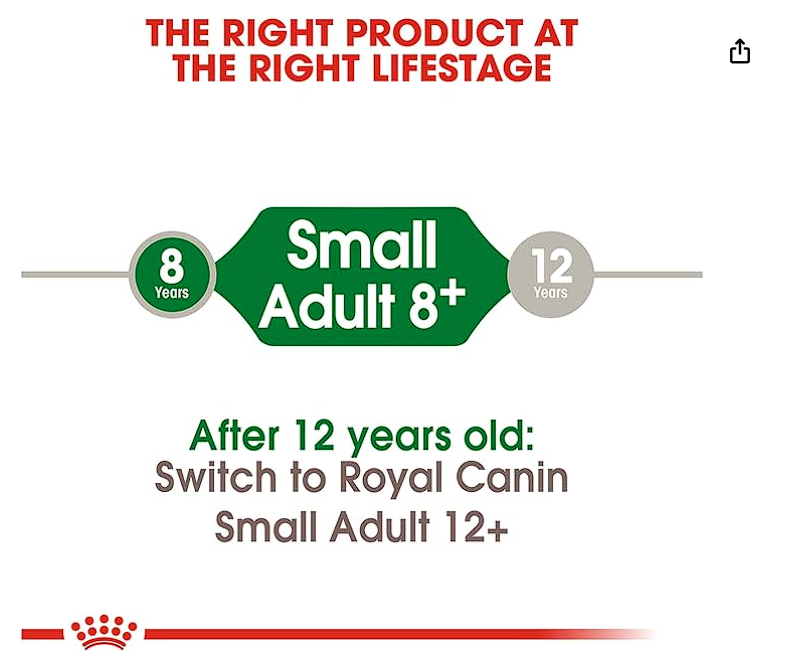 THE RIGHT PRODUCT AT
THE RIGHT LIFESTAGE
8
Years
Small
Adult 8+
12
Years
After 12 years old:
Switch to Royal Canin
Small Adult 12+